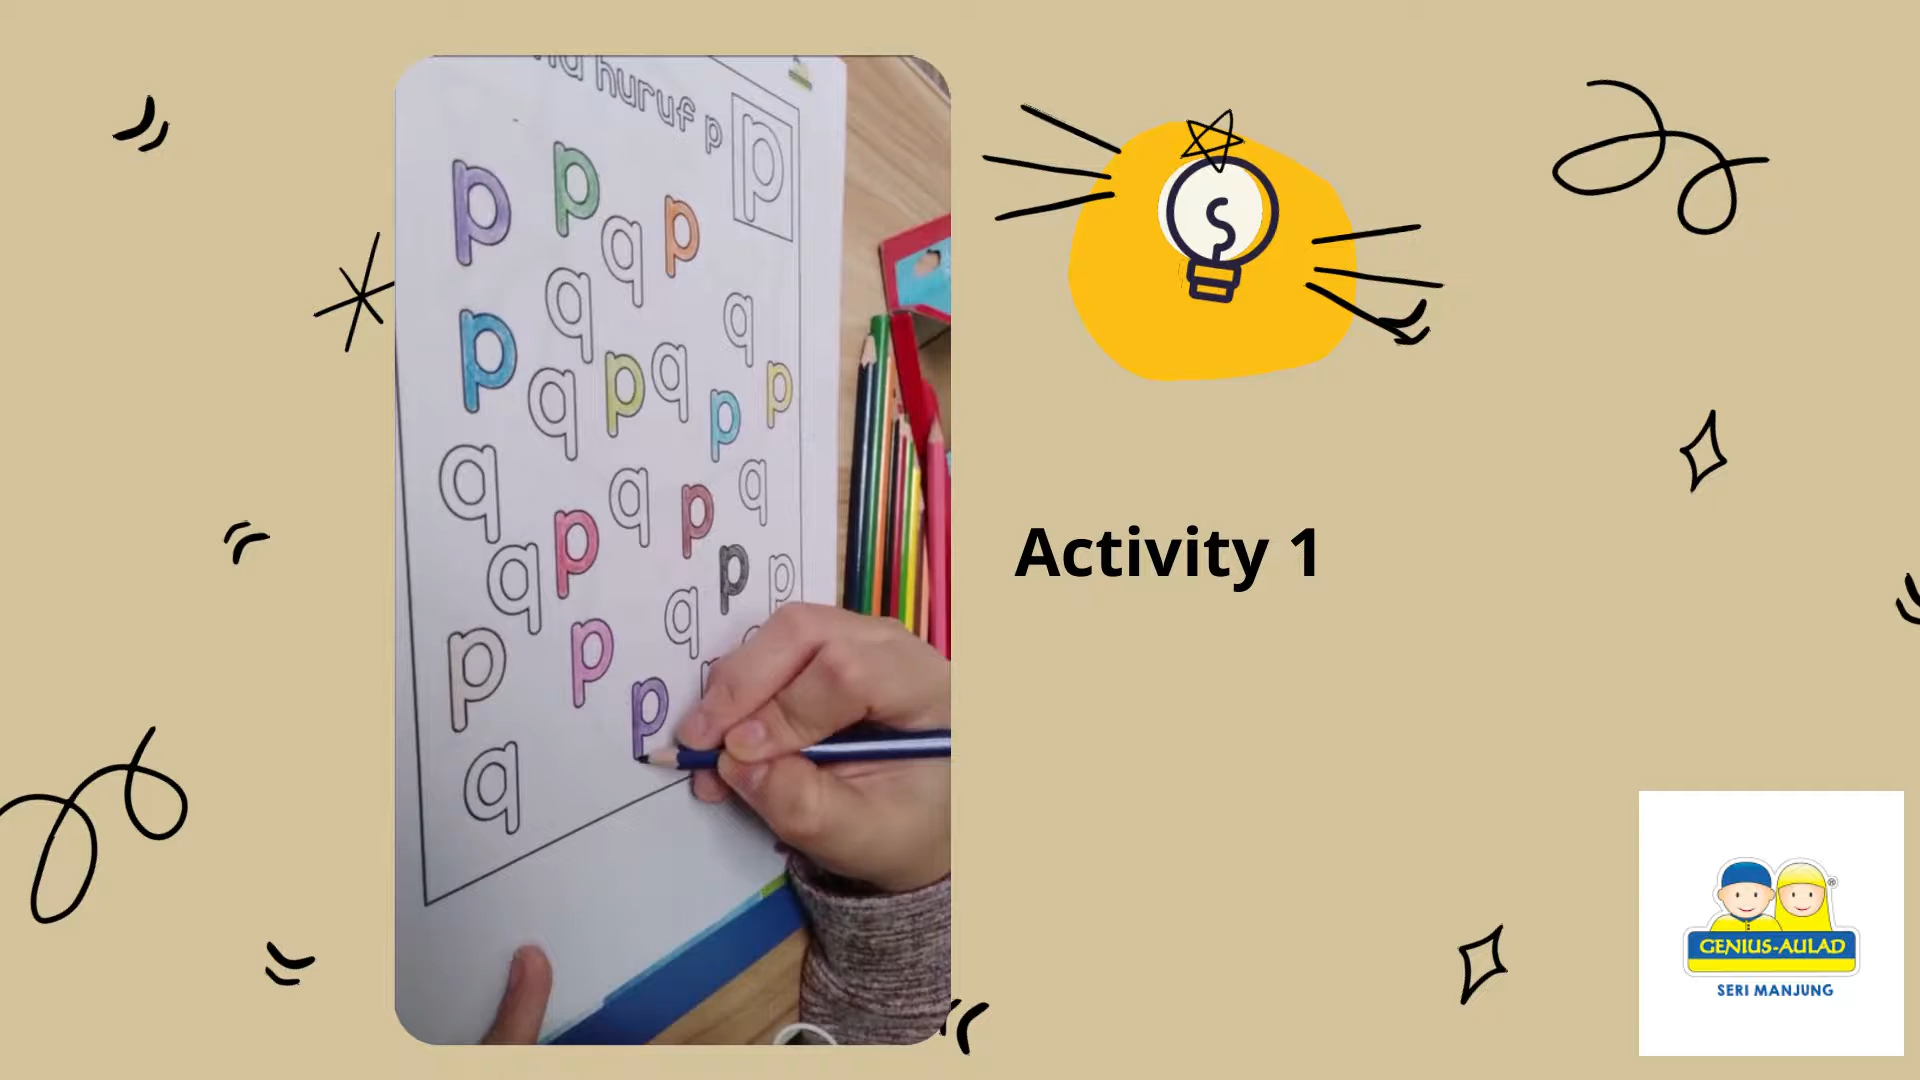 huruf p
p
p p q p
q q
p q p q p p
q q p q
q p p p
p p q
p
q
Activity 1
GENIUS-AULAD
SERI MANJUNG